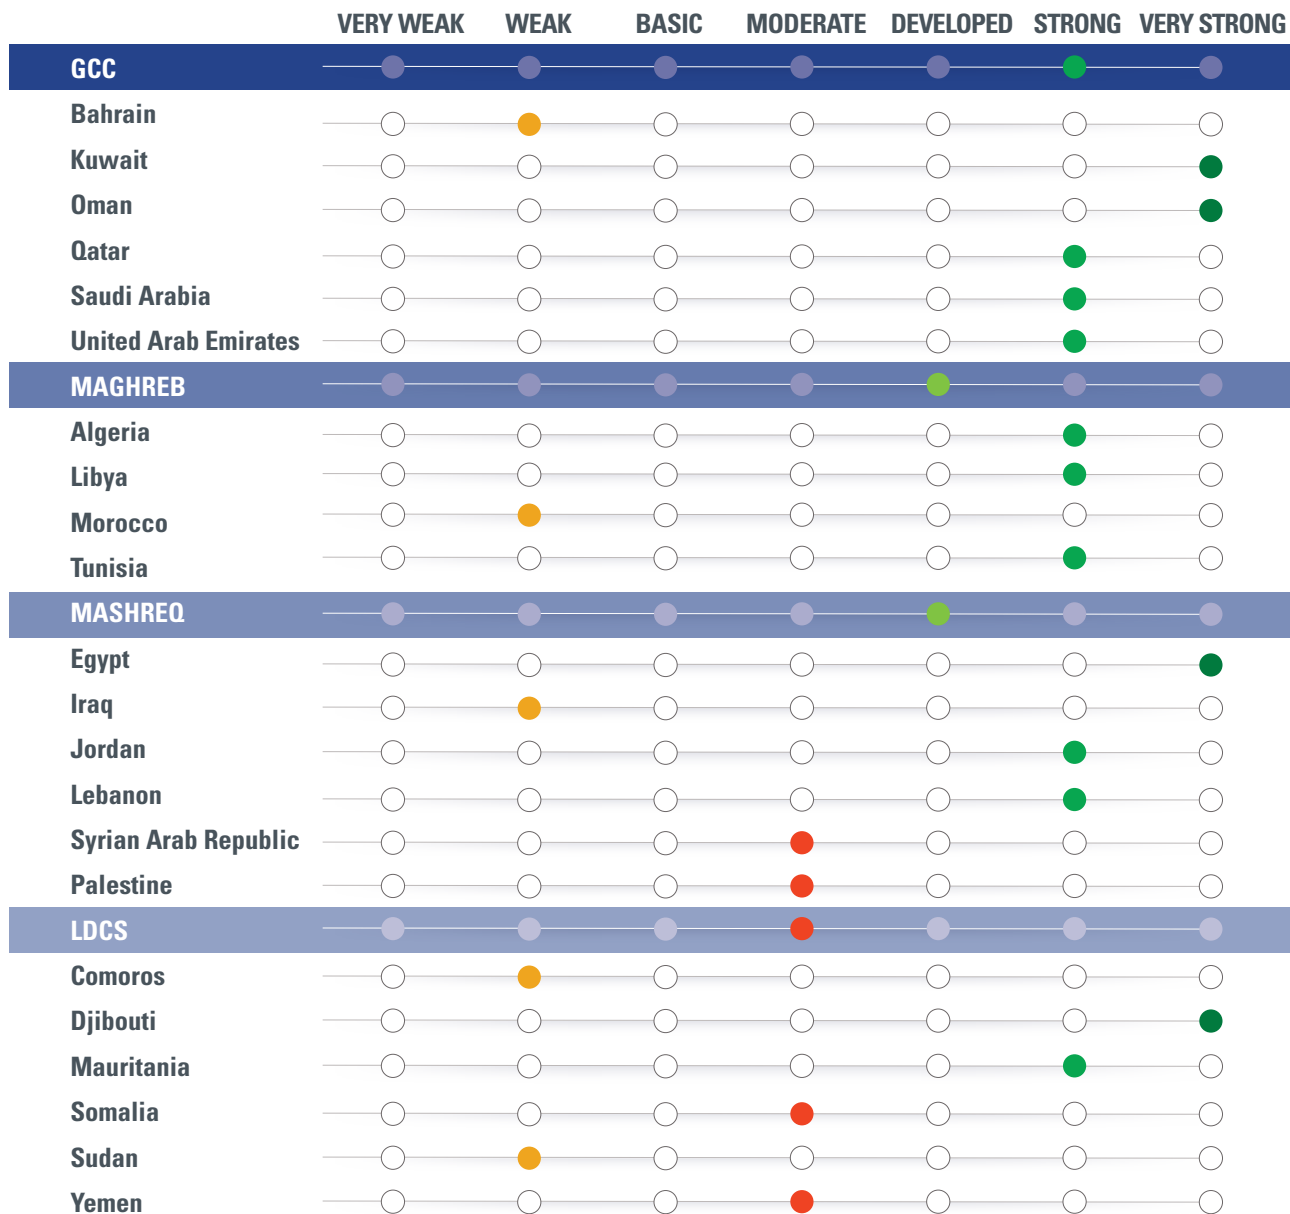 VERY WEAK WEAK BASIC MODERATE DEVELOPED STRONG VERY STRONG
GCC
Bahrain
Kuwait
Oman
Qatar
Saudi Arabia
United Arab Emirates
MAGHREB
Algeria
Libya
Morocco
Tunisia
MASHREQ
Egypt
Iraq
Jordan
Lebanon
Syrian Arab Republic
Palestine
LDCS
Comoros
Djibouti
Mauritania
Somalia
Sudan
Yemen